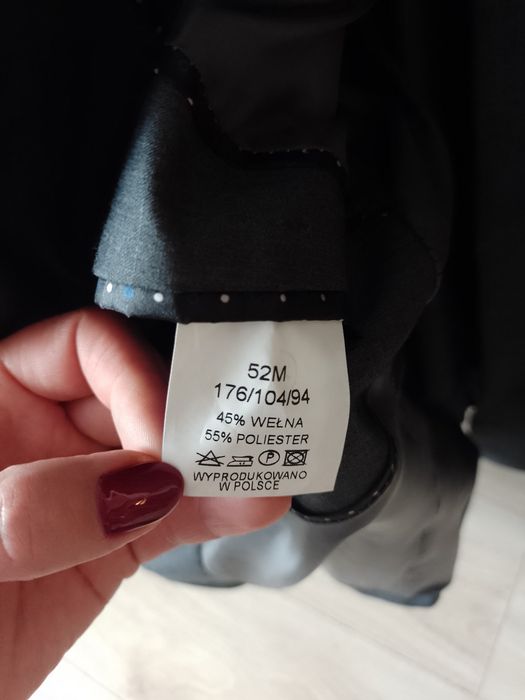 52M
176/104/94
45% WEŁNA
55% POLIESTER
P
WYPRODUKOWANO
W POLSCE